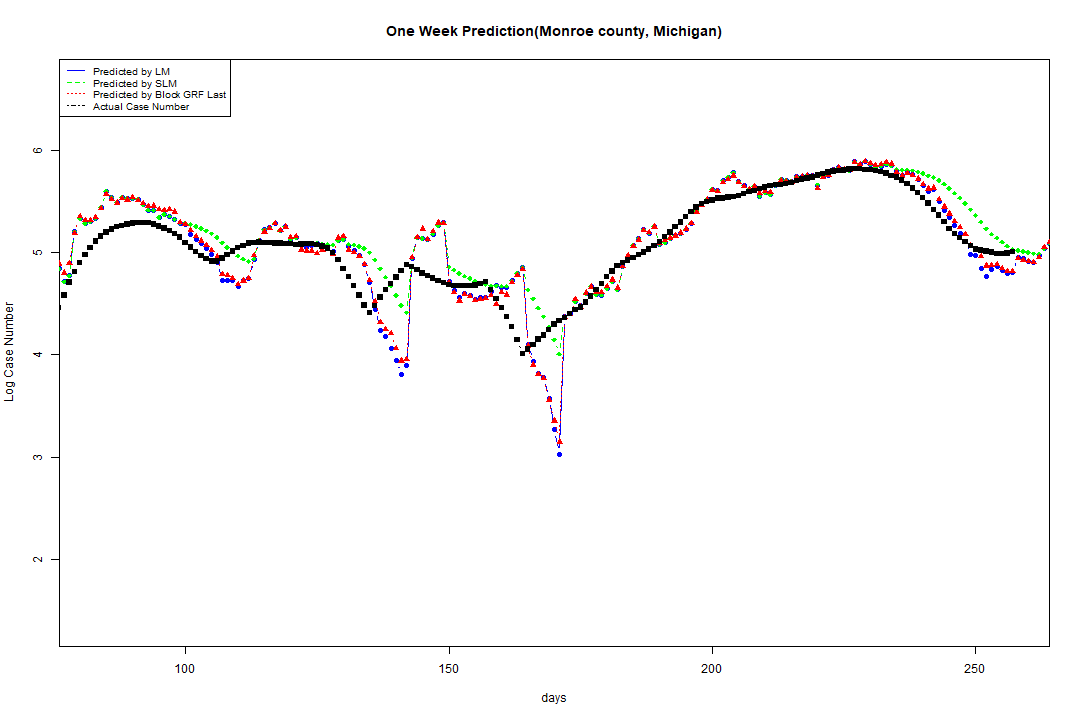 One Week Prediction(Monroe county, Michigan)
Predicted by LM
Predicted by SLM
Predicted by Block GRF Last
Actual Case Number
6
5
4
3
2
Log Case Number
100 150 200 250
days